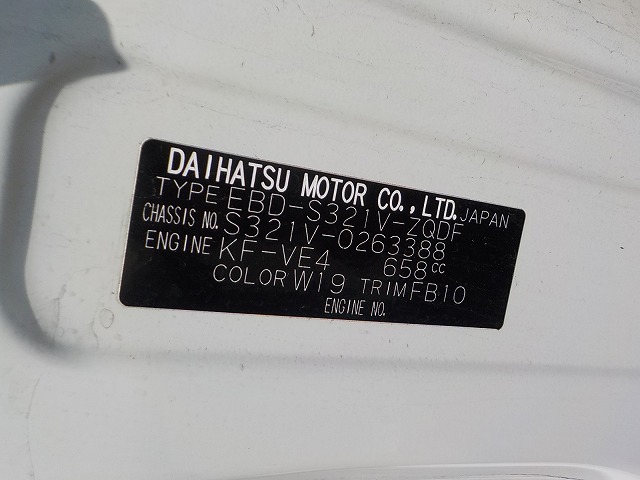 DAIHATSU MOTOR CO., LTD. JAPAN
TYPE EBD-S321V-ZQDF
CHASSIS NO. S321V-0263388
ENGINE KF-VE4 658cc
COLOR W19 TRIM FB10
ENGINE NO.